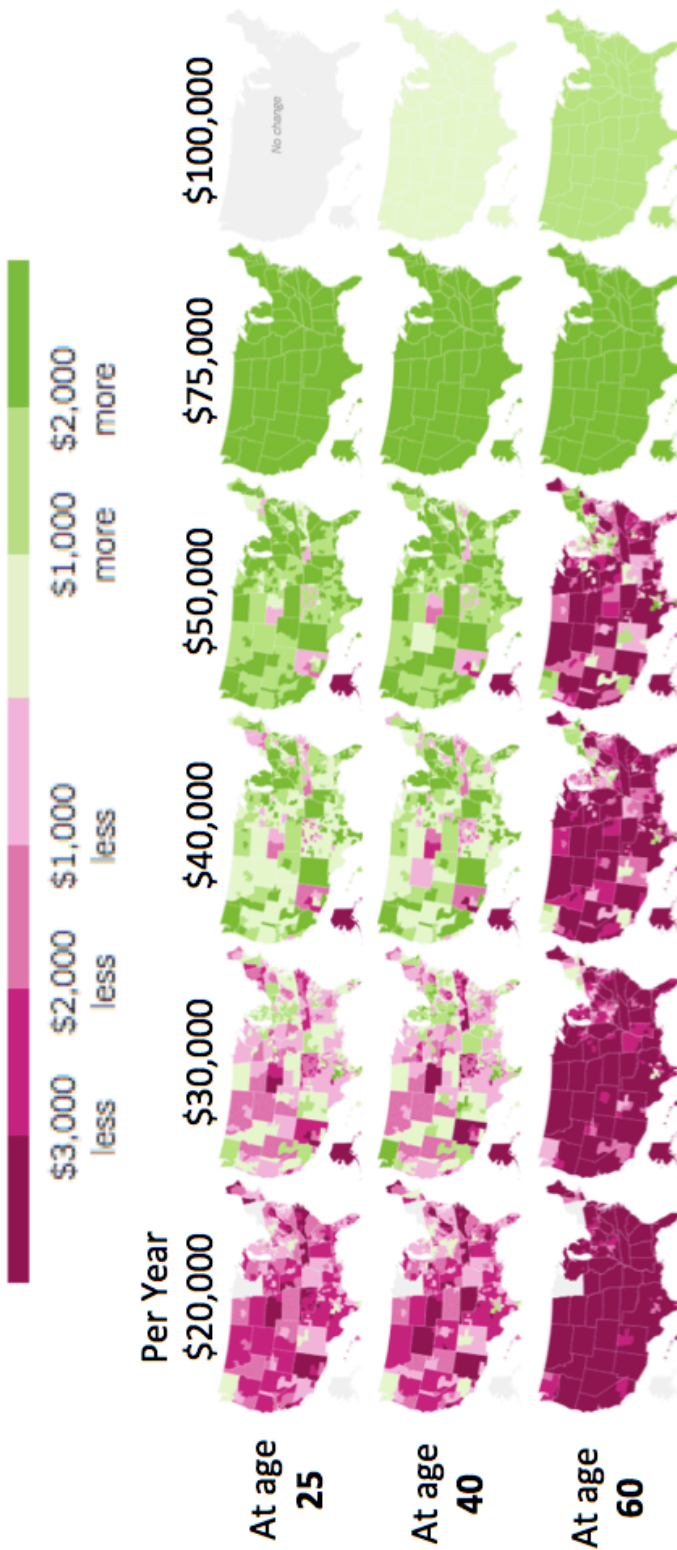 $3,000 $2,000 $1,000 $1,000 $2,000
less less less more more
Per Year
$20,000 $30,000 $40,000 $50,000 $75,000 $100,000
At age
25
No change
At age
40
At age
60